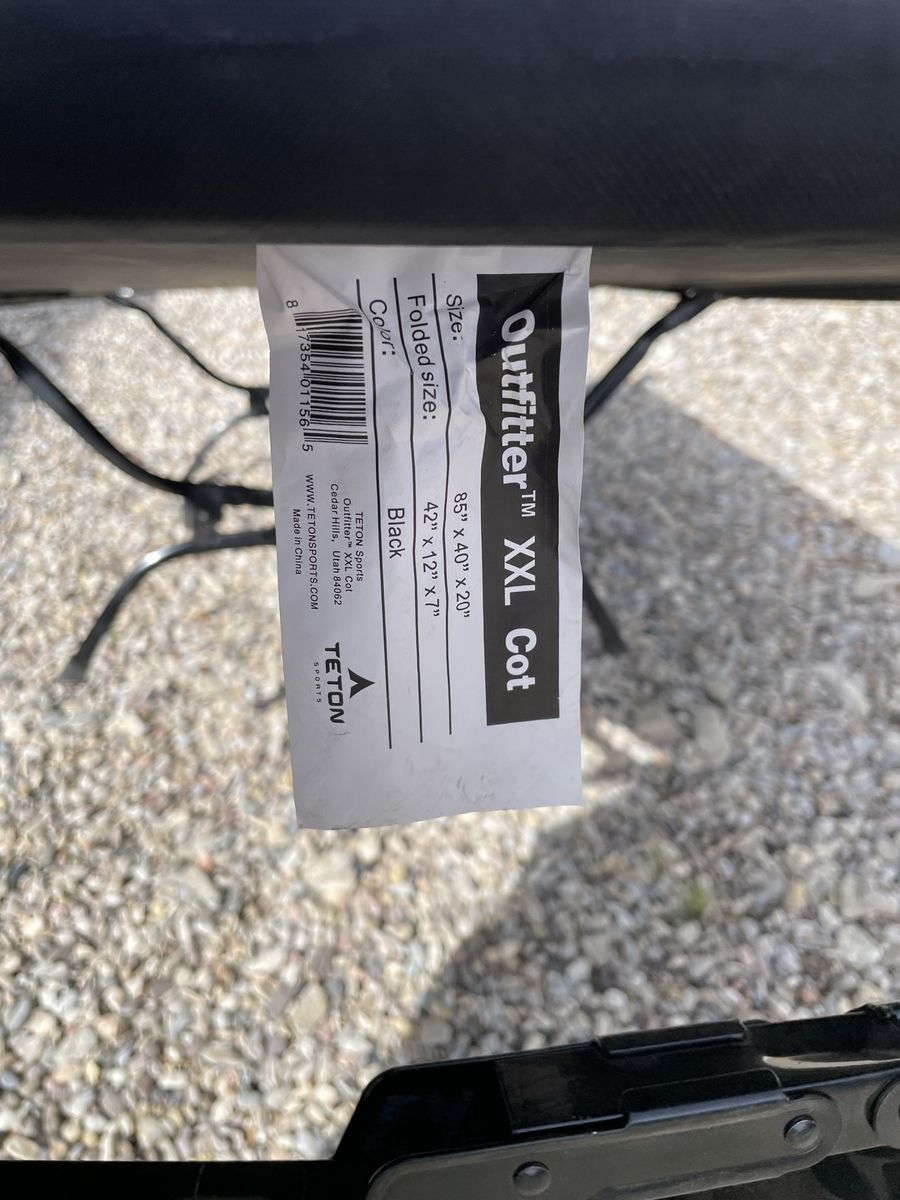 Outfitter™ XXL Cot
Size: 85” x 40” x 20”
Folded size: 42” x 12” x 7”
Color: Black
8 17354 01156 5
TETON Sports
Outfitter™ XXL Cot
Cedar Hills, Utah 84062
WWW.TETONSPORTS.COM
Made in China
TETON
SPORTS